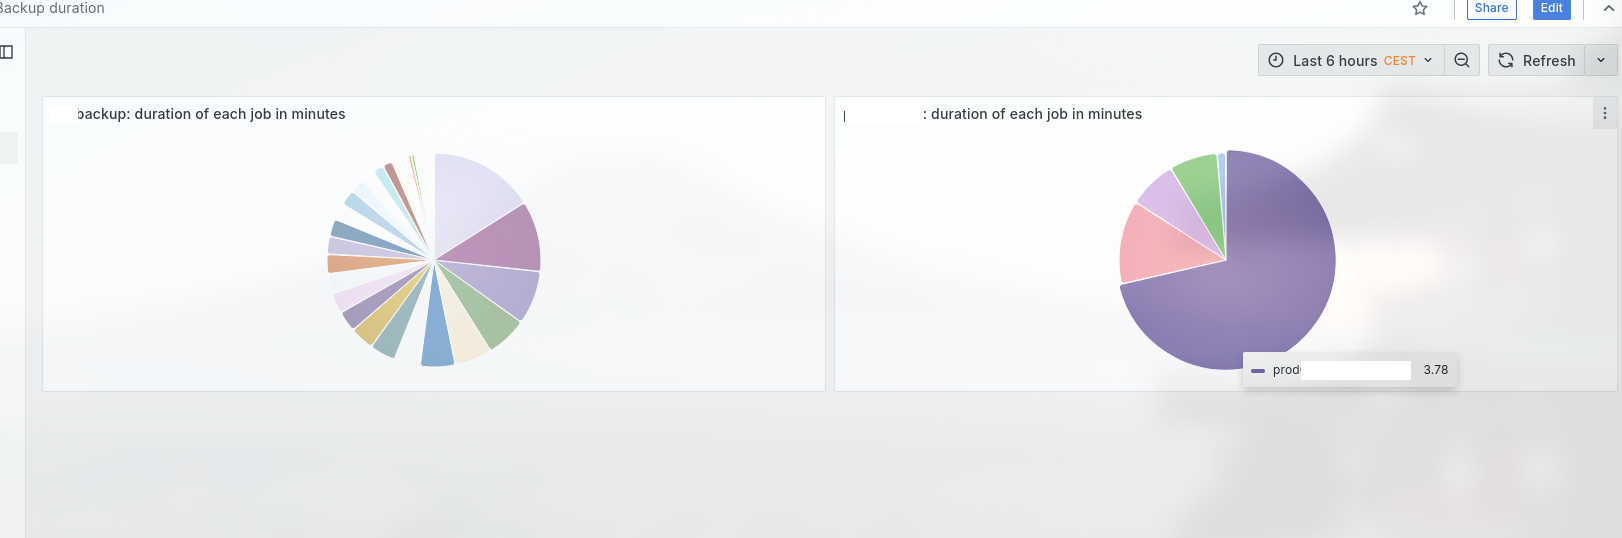 Backup duration
Share
Edit
Last 6 hours CEST
Refresh
backup: duration of each job in minutes
: duration of each job in minutes
3.78